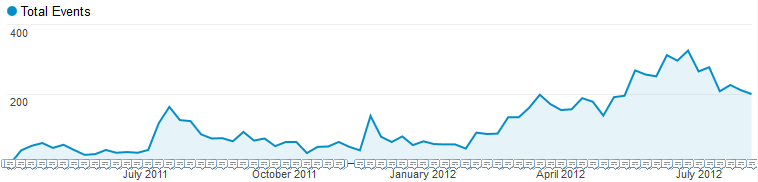 Total Events
400
200
July 2011
October 2011
January 2012
April 2012
July 2012